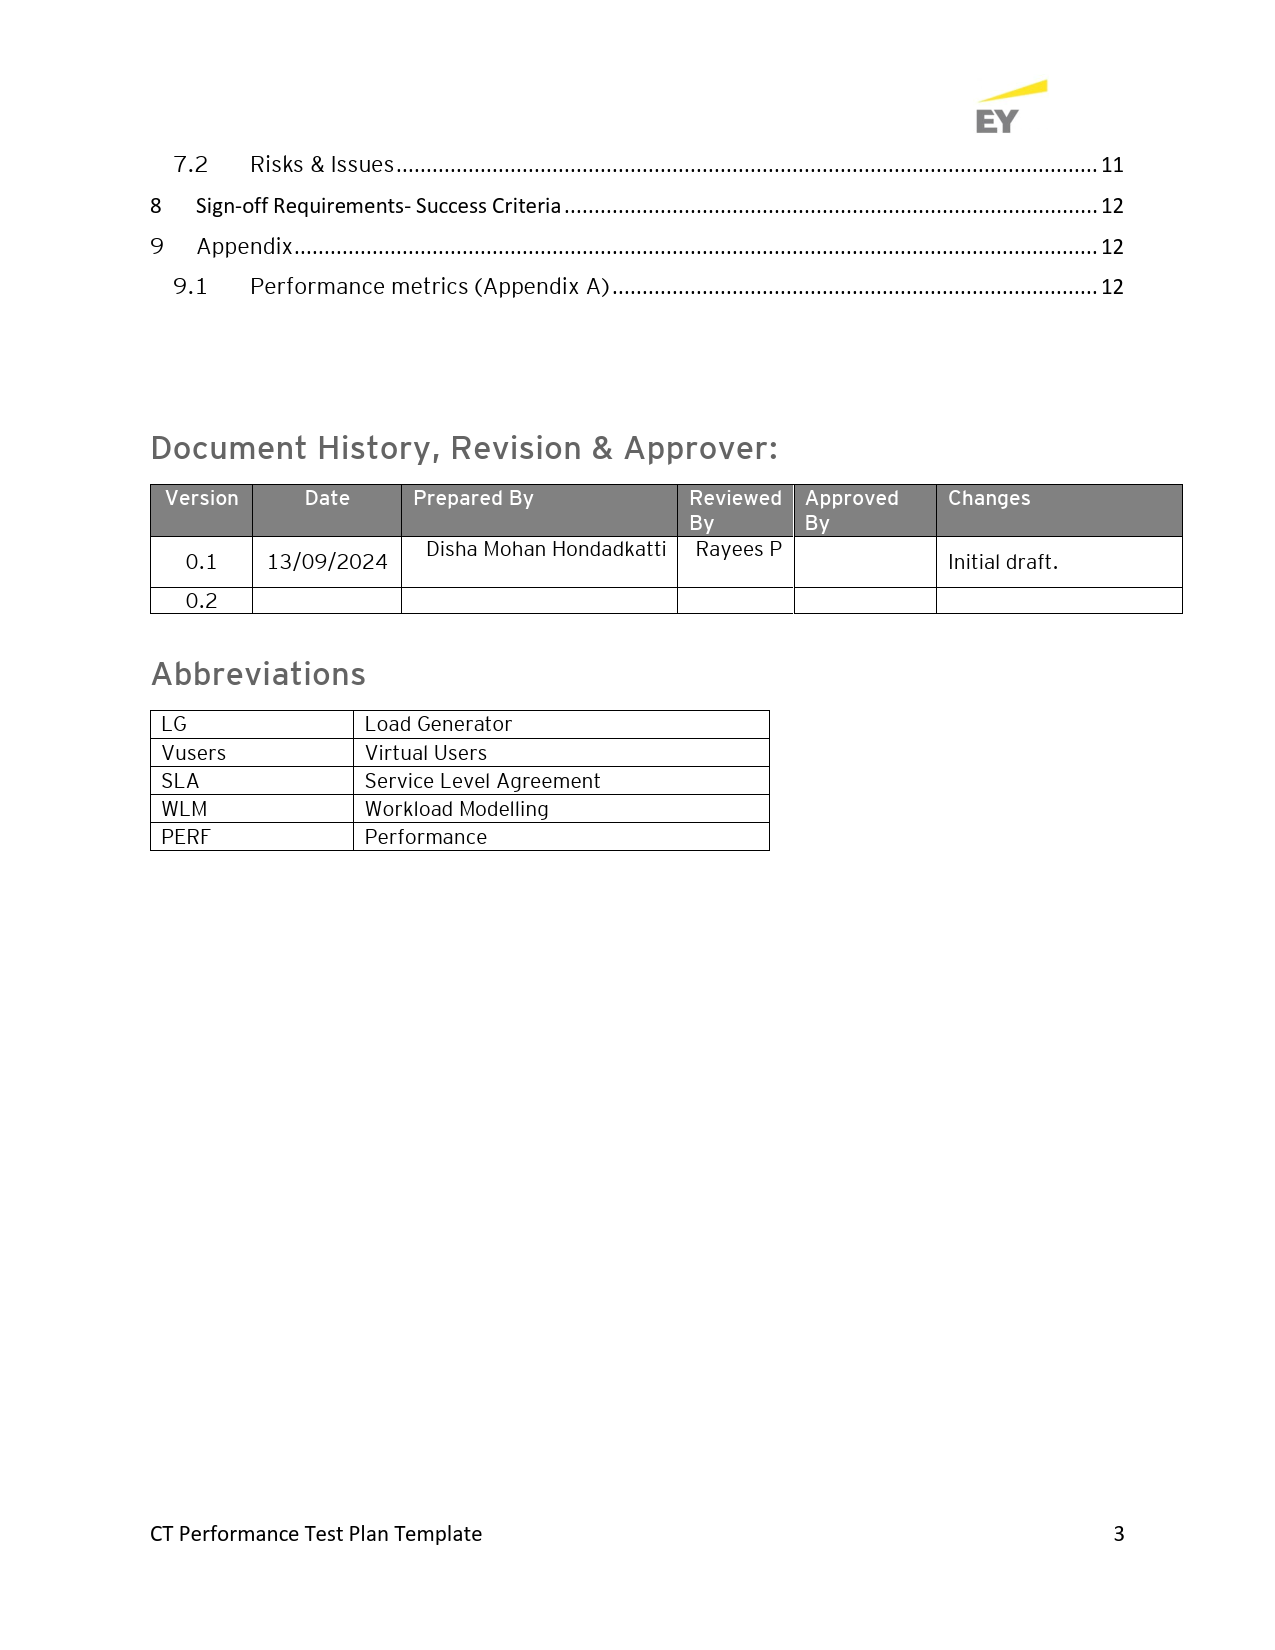 EY
7.2 Risks & Issues 11
8 Sign-off Requirements- Success Criteria 12
9 Appendix 12
9.1 Performance metrics (Appendix A) 12
Document History, Revision & Approver:
Version Date Prepared By Reviewed By Approved By Changes
0.1 13/09/2024 Disha Mohan Hondadkatti Rayees P Initial draft.
0.2
Abbreviations
LG Load Generator
Vusers Virtual Users
SLA Service Level Agreement
WLM Workload Modelling
PERF Performance
CT Performance Test Plan Template 3